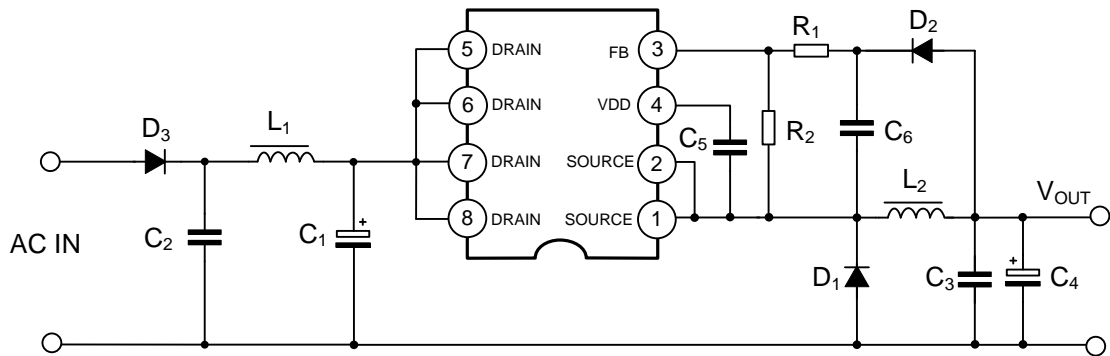 5 DRAIN FB 3 R1 D2
6 DRAIN VDD 4
D3 L1 C5 R2 C6
7 DRAIN SOURCE 2
L2 VOUT
8 DRAIN SOURCE 1
AC IN C2 C1 +
D1 C3 + C4